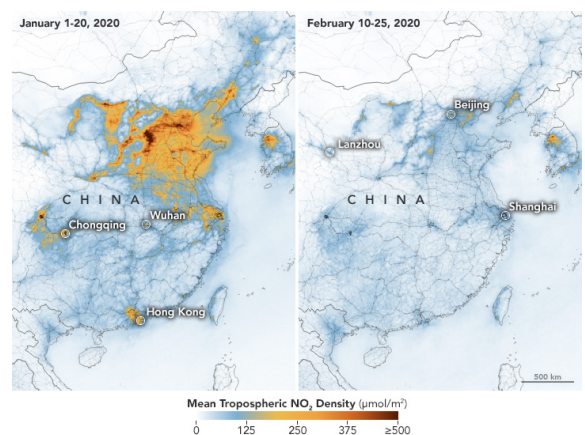 January 1-20, 2020
CHINA
Chongqing
Wuhan
Hong Kong
February 10-25, 2020
Beijing
Lanzhou
CHINA
Shanghai
500 km
Mean Tropospheric NO₂ Density (μmol/m²)
0 125 250 375 ≥500